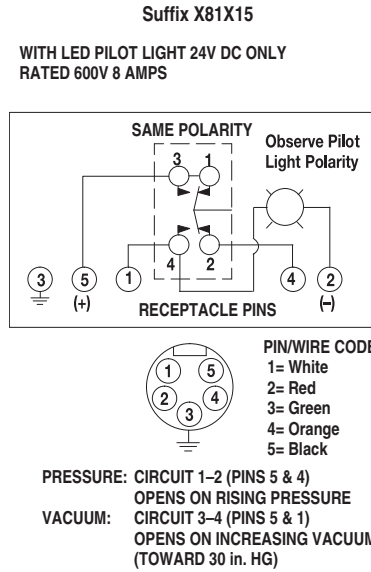 Suffix X81X15
WITH LED PILOT LIGHT 24V DC ONLY
RATED 600V 8 AMPS
SAME POLARITY
Observe Pilot
Light Polarity
3 1
4 2
3 5 1 4 2
(+) (–)
RECEPTACLE PINS
PIN/WIRE CODE
1= White
2= Red
3= Green
4= Orange
5= Black
1 5
2 4
3
PRESSURE: CIRCUIT 1–2 (PINS 5 & 4)
OPENS ON RISING PRESSURE
VACUUM: CIRCUIT 3–4 (PINS 5 & 1)
OPENS ON INCREASING VACUUM
(TOWARD 30 in. HG)